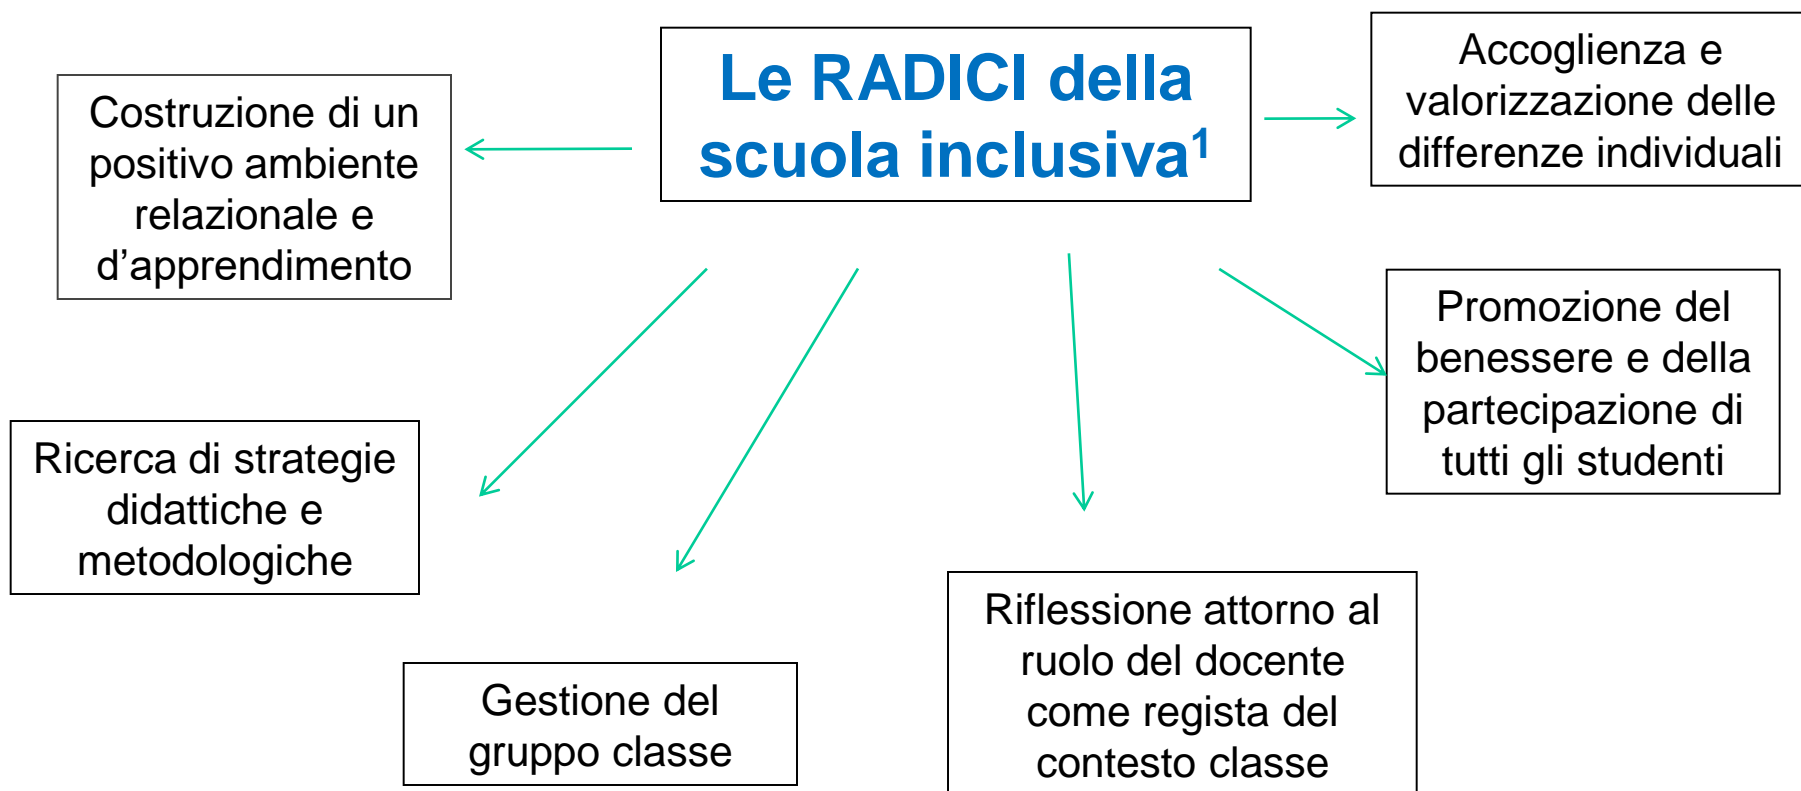 Le RADICI della
scuola inclusiva¹
Accoglienza e
valorizzazione delle
differenze individuali
Costruzione di un
positivo ambiente
relazionale e
d’apprendimento
Promozione del
benessere e della
partecipazione di
tutti gli studenti
Ricerca di strategie
didattiche e
metodologiche
Gestione del
gruppo classe
Riflessione attorno al
ruolo del docente
come regista del
contesto classe